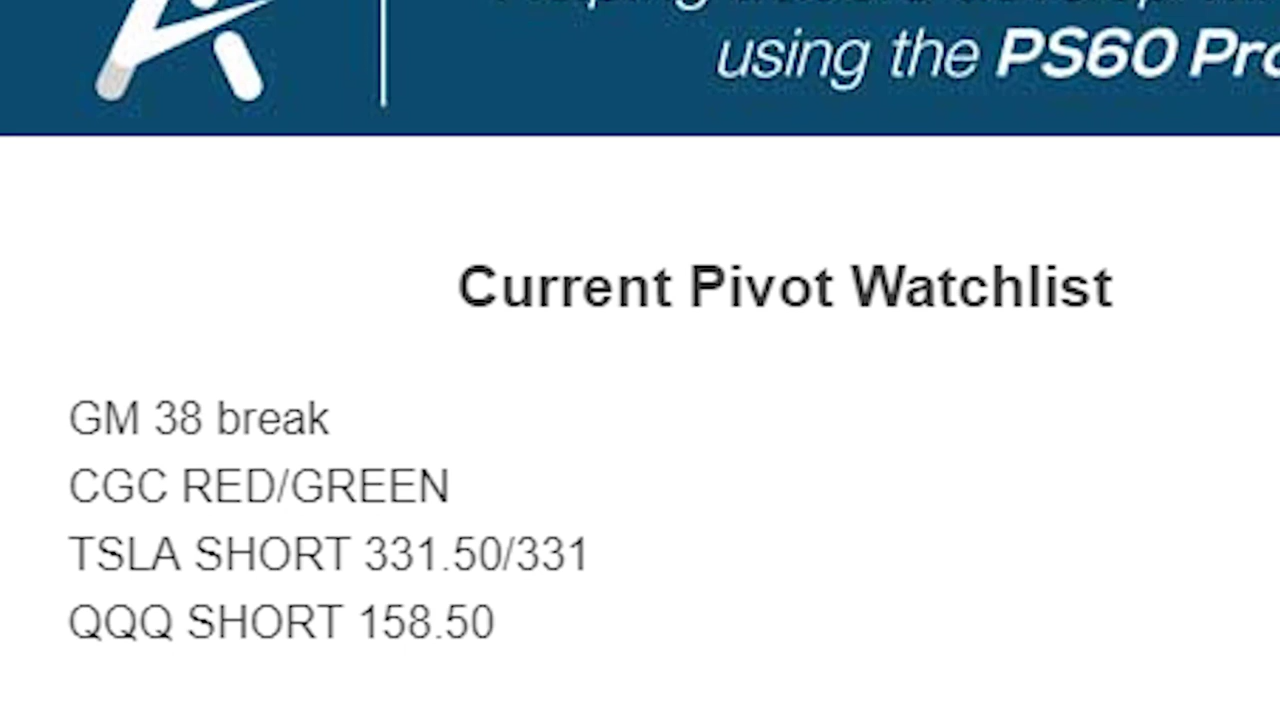 using the PS60
Current Pivot Watchlist
GM 38 break
CGC RED/GREEN
TSLA SHORT 331.50/331
QQQ SHORT 158.50